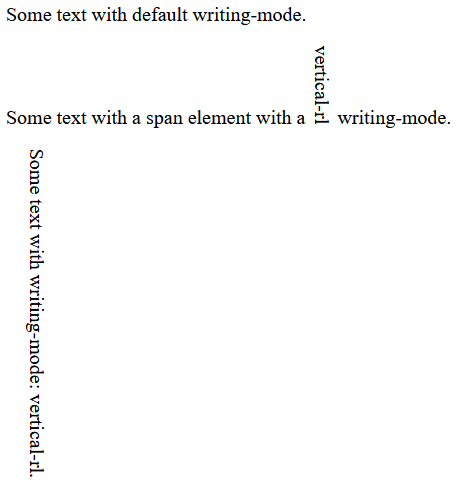 Some text with default writing-mode.
Some text with a span element with a vertical-rl writing-mode.
Some text with writing-mode: vertical-rl.